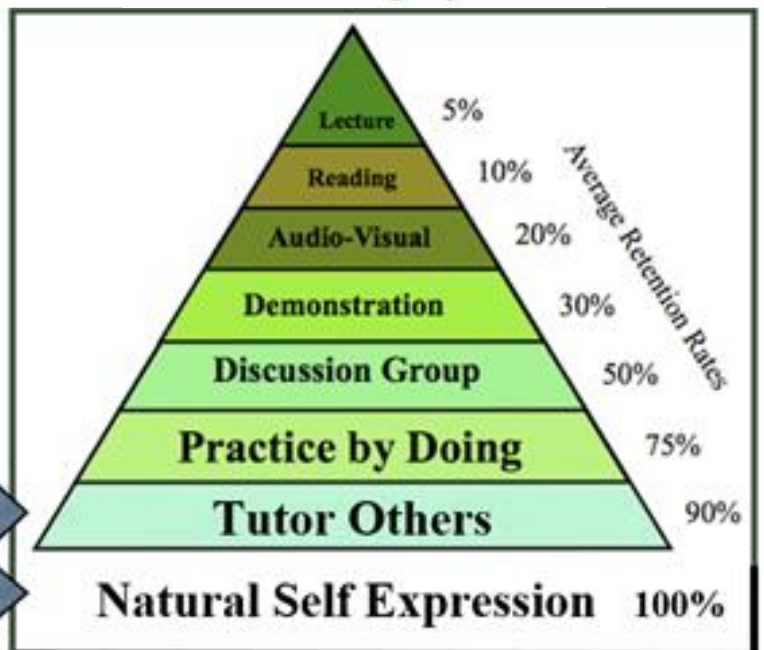 Lecture 5%
Reading 10%
Audio-Visual 20%
Demonstration 30%
Discussion Group 50%
Practice by Doing 75%
Tutor Others 90%
Natural Self Expression 100%
Average Retention Rates